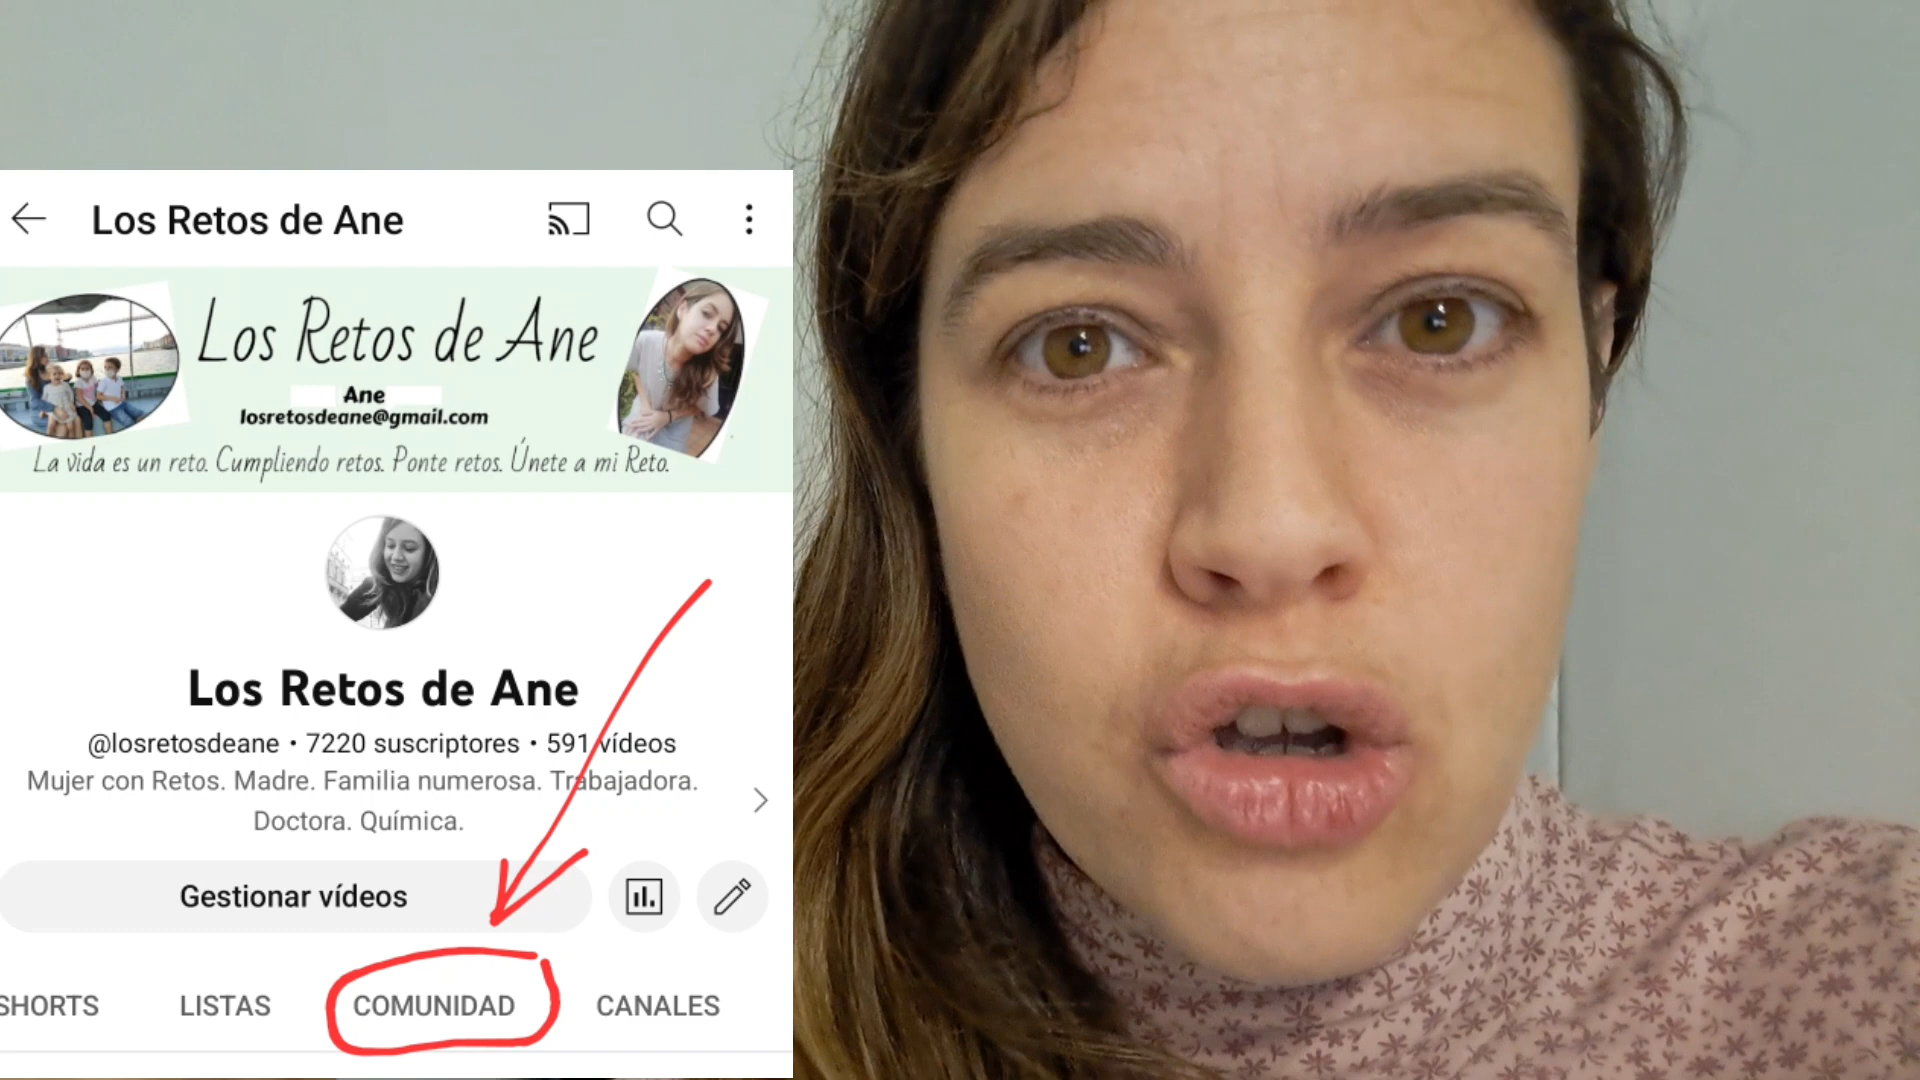 Los Retos de Ane
Los Retos de Ane
Ane
losretosdeane@gmail.com
La vida es un reto. Cumpliendo retos. Ponte retos. Únete a mi Reto.
Los Retos de Ane
@losretosdeane • 7220 suscriptores • 591 vídeos
Mujer con Retos. Madre. Familia numerosa. Trabajadora.
Doctora. Química.
Gestionar vídeos
SHORTS LISTAS COMUNIDAD CANALES